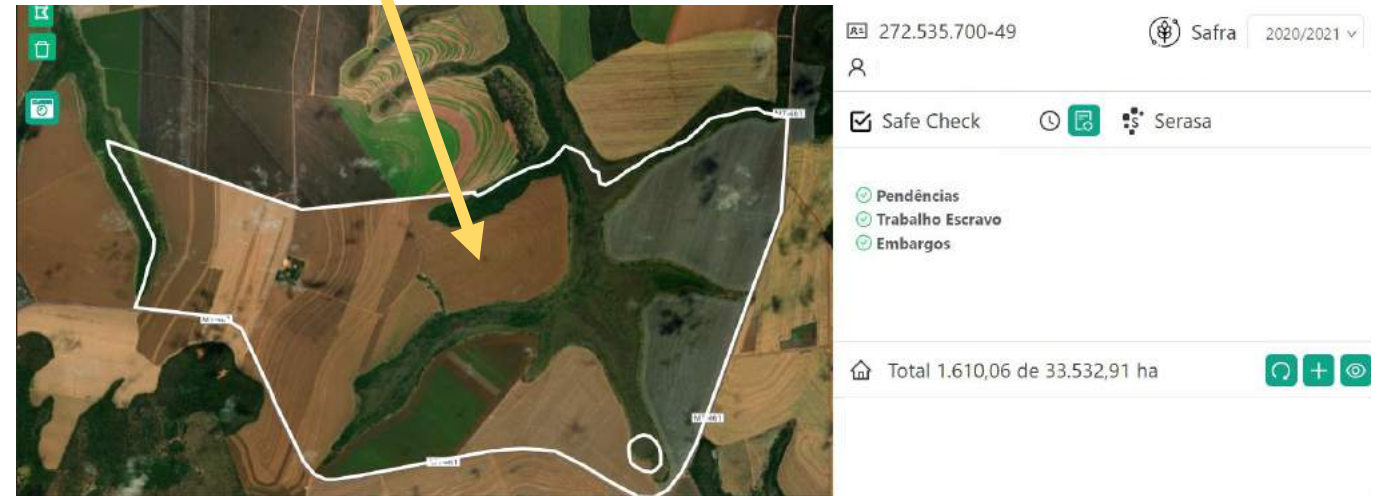 272.535.700-49
Safra 2020/2021
Safe Check
Serasa
Pendências
Trabalho Escravo
Embargos
Total 1.610,06 de 33.532,91 ha